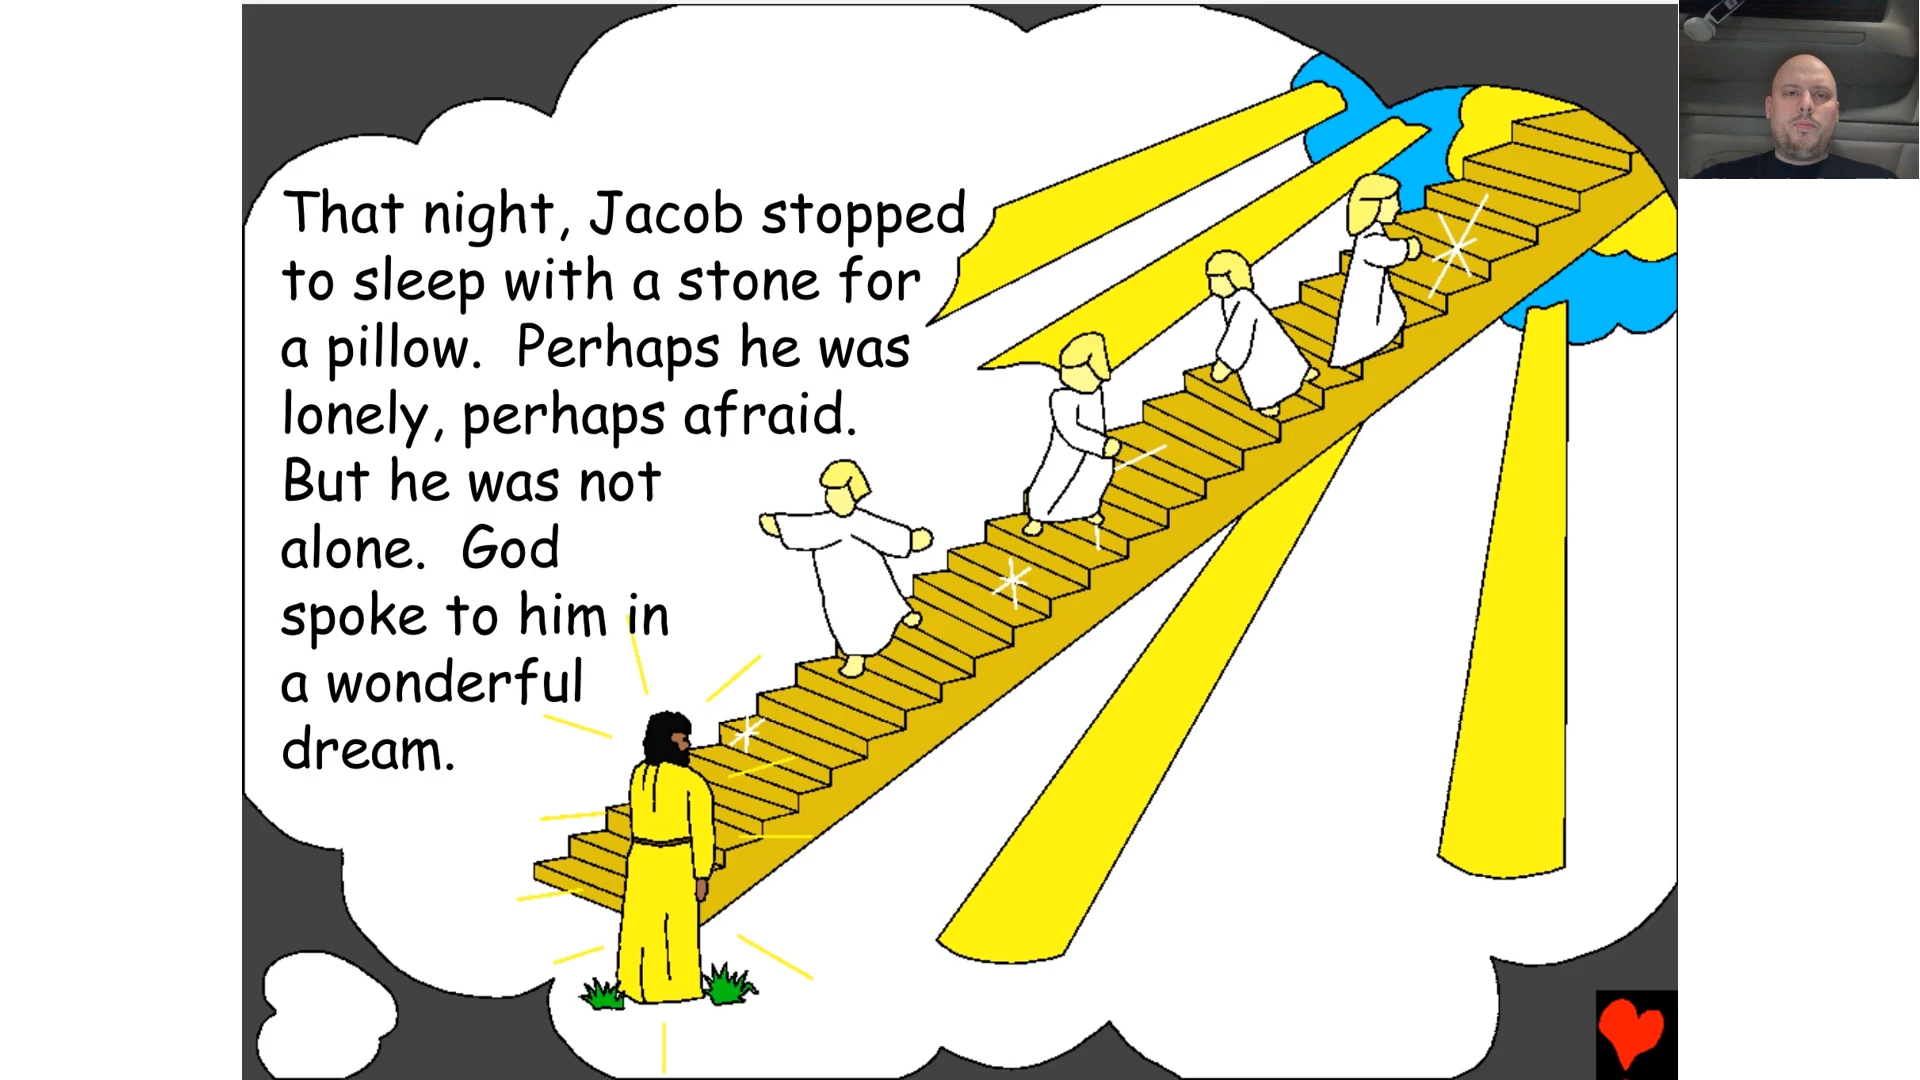 That night, Jacob stopped
to sleep with a stone for
a pillow.  Perhaps he was
lonely, perhaps afraid.
But he was not
alone.  God
spoke to him in
a wonderful
dream.